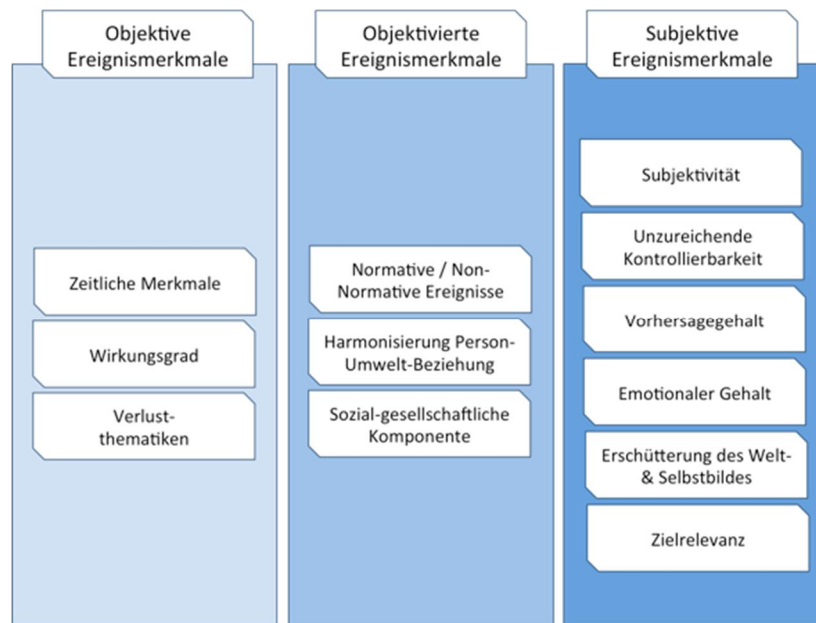 Objektive
Ereignismerkmale
Zeitliche Merkmale
Wirkungsgrad
Verlust-
thematiken
Objektivierte
Ereignismerkmale
Normative / Non-
Normative Ereignisse
Harmonisierung Person-
Umwelt-Beziehung
Sozial-gesellschaftliche
Komponente
Subjektive
Ereignismerkmale
Subjektivität
Unzureichende
Kontrollierbarkeit
Vorhersagegehalt
Emotionaler Gehalt
Erschütterung des Welt-
& Selbstbildes
Zielrelevanz